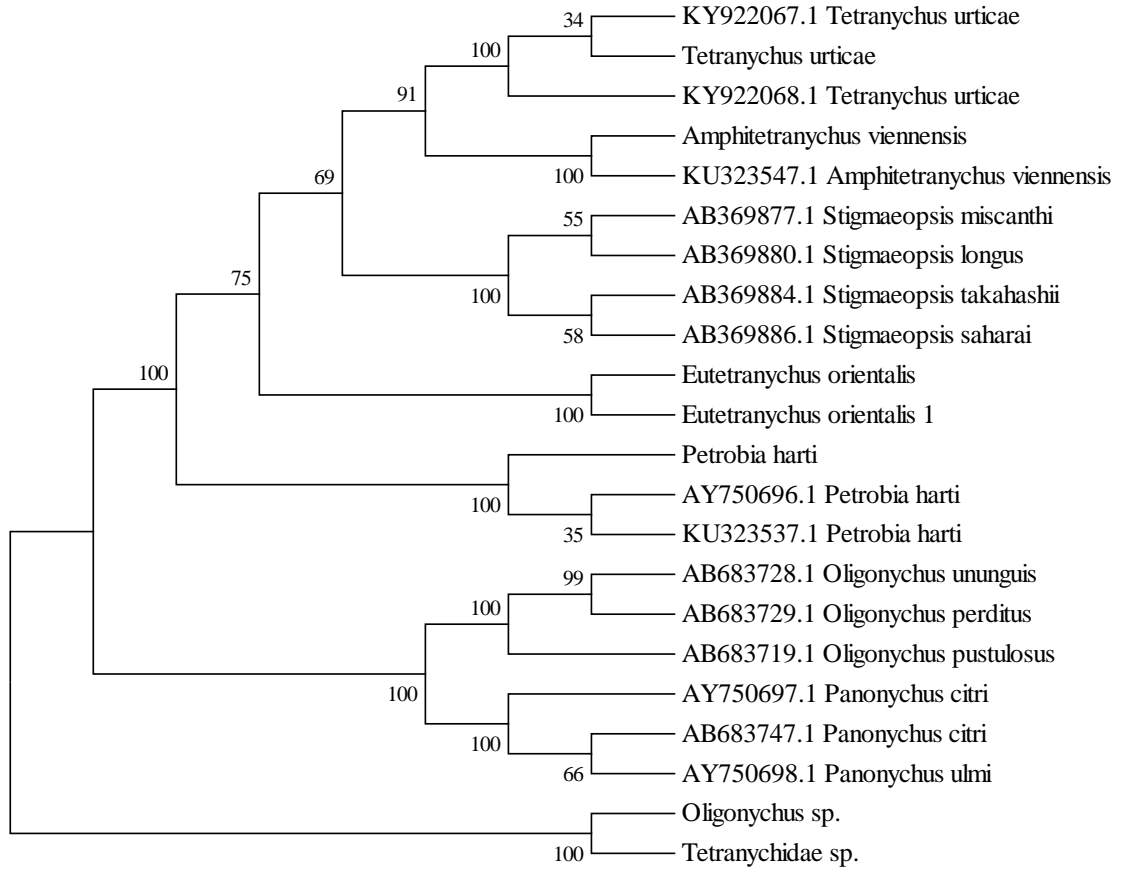 34
KY922067.1 Tetranychus urticae
Tetranychus urticae
100
KY922068.1 Tetranychus urticae
91
Amphitetranychus viennensis
100
KU323547.1 Amphitetranychus viennensis
69
AB369877.1 Stigmaeopsis miscanthi
55
AB369880.1 Stigmaeopsis longus
75
100
AB369884.1 Stigmaeopsis takahashii
58
AB369886.1 Stigmaeopsis saharai
100
Eutetranychus orientalis
100
Eutetranychus orientalis 1
Petrobia harti
100
AY750696.1 Petrobia harti
35
KU323537.1 Petrobia harti
99
AB683728.1 Oligonychus ununguis
100
AB683729.1 Oligonychus perditus
AB683719.1 Oligonychus pustulosus
100
AY750697.1 Panonychus citri
100
AB683747.1 Panonychus citri
66
AY750698.1 Panonychus ulmi
Oligonychus sp.
100
Tetranychidae sp.